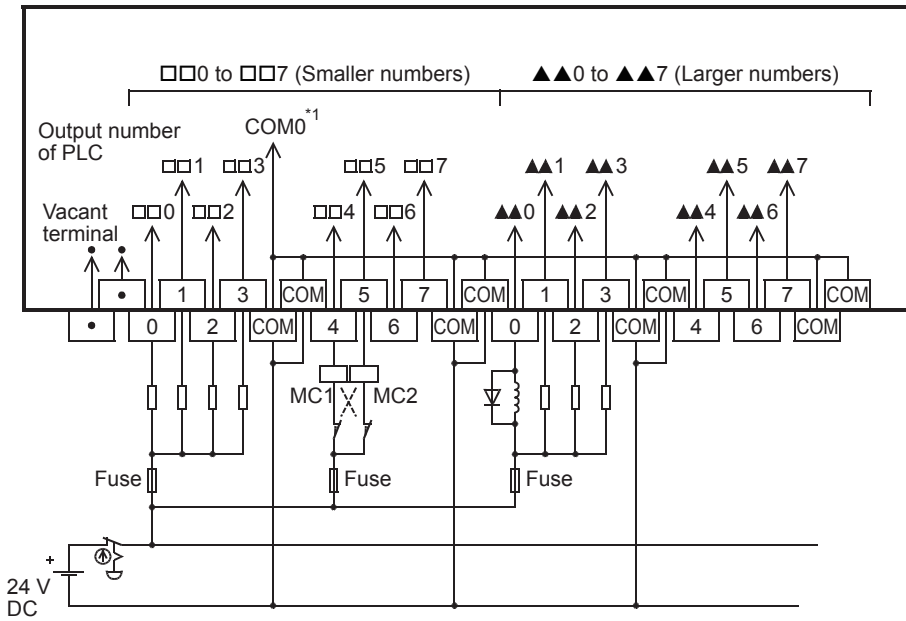 □□0 to □□7 (Smaller numbers) ▲▲0 to ▲▲7 (Larger numbers)
Output number of PLC
COM0*1
□□1 □□3 □□5 □□7 ▲▲1 ▲▲3 ▲▲5 ▲▲7
Vacant terminal
□□0 □□2 □□4 □□6 ▲▲0 ▲▲2 ▲▲4 ▲▲6
1 3 COM 5 7 COM 1 3 COM 5 7 COM
0 2 COM 4 6 COM 0 2 COM 4 6 COM
MC1 MC2
Fuse Fuse Fuse
+
24 V
DC